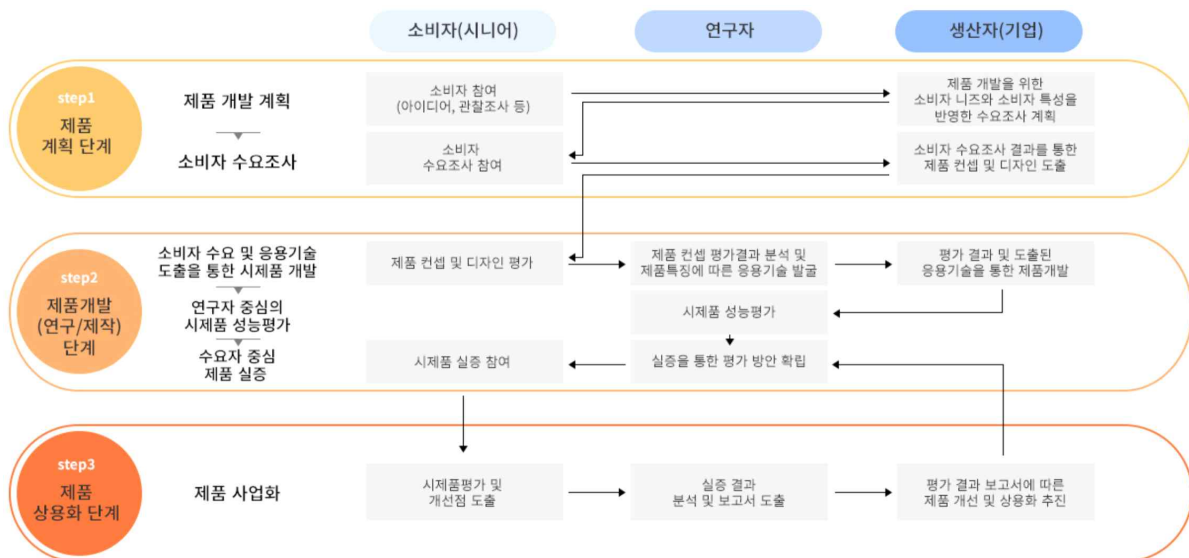 소비자(시니어)
연구자
생산자(기업)
step1
제품
계획 단계
제품 개발 계획
소비자 수요조사
소비자 참여
(아이디어, 관찰조사 등)
제품 개발을 위한
소비자 니즈와 소비자 특성을
반영한 수요조사 계획
소비자
수요조사 참여
소비자 수요조사 결과를 통한
제품 컨셉 및 디자인 도출
step2
제품개발
(연구/제작)
단계
소비자 수요 및 응용기술
도출을 통한 시제품 개발
연구자 중심의
시제품 성능평가
수요자 중심
제품 실증
제품 컨셉 및 디자인 평가
제품 컨셉 평가결과 분석 및
제품특징에 따른 응용기술 발굴
평가 결과 및 도출된
응용기술을 통한 제품개발
시제품 성능평가
시제품 실증 참여
실증을 통한 평가 방안 확립
step3
제품
상용화 단계
제품 사업화
시제품평가 및
개선점 도출
실증 결과
분석 및 보고서 도출
평가 결과 보고서에 따른
제품 개선 및 상용화 추진